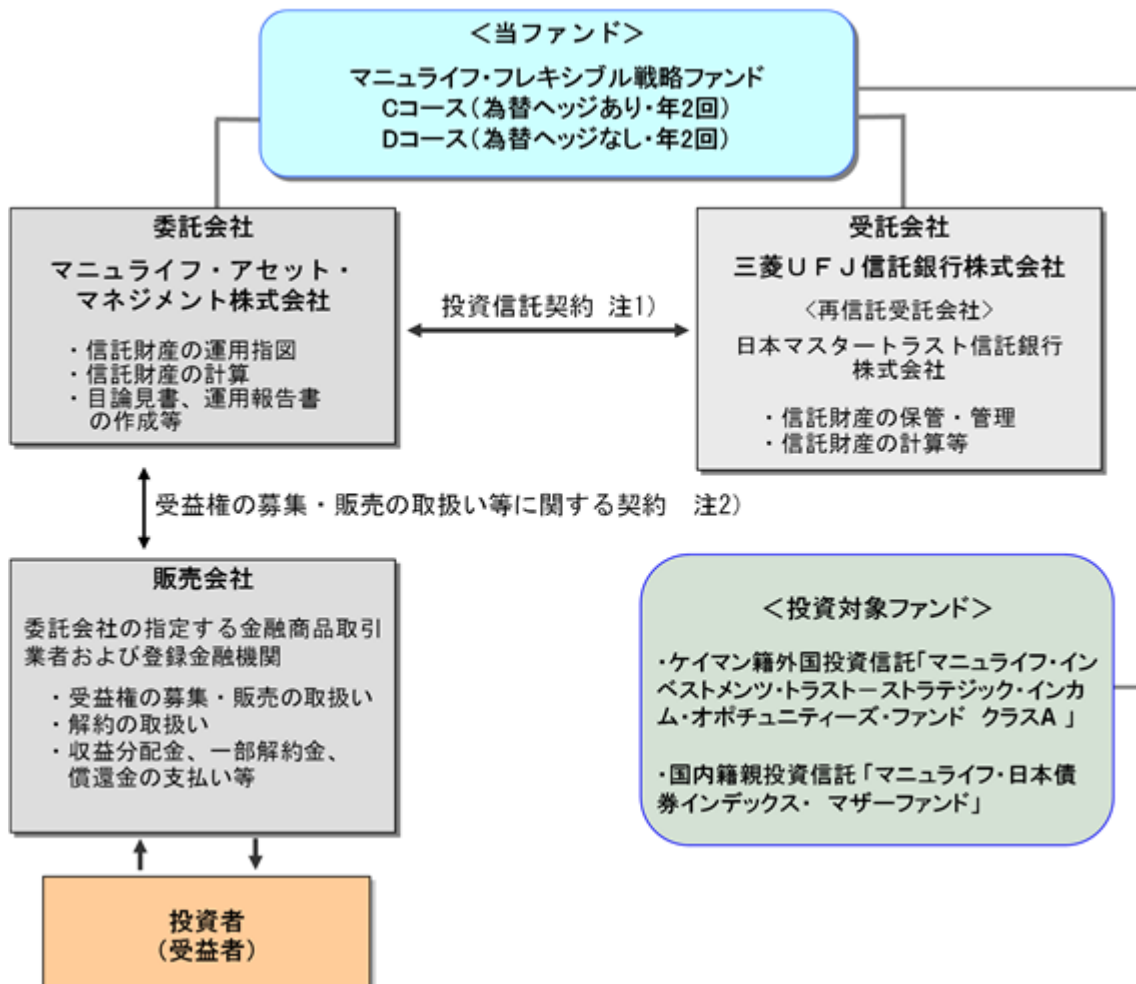 ＜当ファンド＞
マニュライフ・フレキシブル戦略ファンド
Cコース（為替ヘッジあり・年2回）
Dコース（為替ヘッジなし・年2回）
委託会社
マニュライフ・アセット・
マネジメント株式会社
・信託財産の運用指図
・信託財産の計算
・目論見書、運用報告書
の作成等
投資信託契約 注1）
受託会社
三菱ＵＦＪ信託銀行株式会社
〈再信託受託会社〉
日本マスタートラスト信託銀行
株式会社
・信託財産の保管・管理
・信託財産の計算等
受益権の募集・販売の取扱い等に関する契約　注2）
販売会社
委託会社の指定する金融商品取引
業者および登録金融機関
・受益権の募集・販売の取扱い
・解約の取扱い
・収益分配金、一部解約金、
償還金の支払い等
＜投資対象ファンド＞
・ケイマン籍外国投資信託「マニュライフ・イン
ベストメンツ・トラストーストラテジック・インカ
ム・オポチュニティーズ・ファンド クラスA 」
・国内籍親投資信託「マニュライフ・日本債
券インデックス・ マザーファンド」
投資者
（受益者）